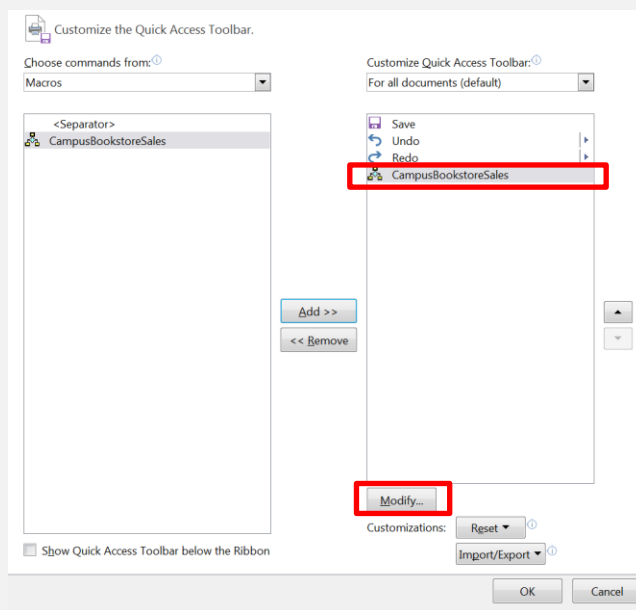 Customize the Quick Access Toolbar.
Choose commands from:
Macros
Customize Quick Access Toolbar:
For all documents (default)
<Separator>
CampusBookstoreSales
Save
Undo
Redo
CampusBookstoreSales
Add >>
<< Remove
Modify...
Customizations:
Reset
Import/Export
Show Quick Access Toolbar below the Ribbon
OK
Cancel